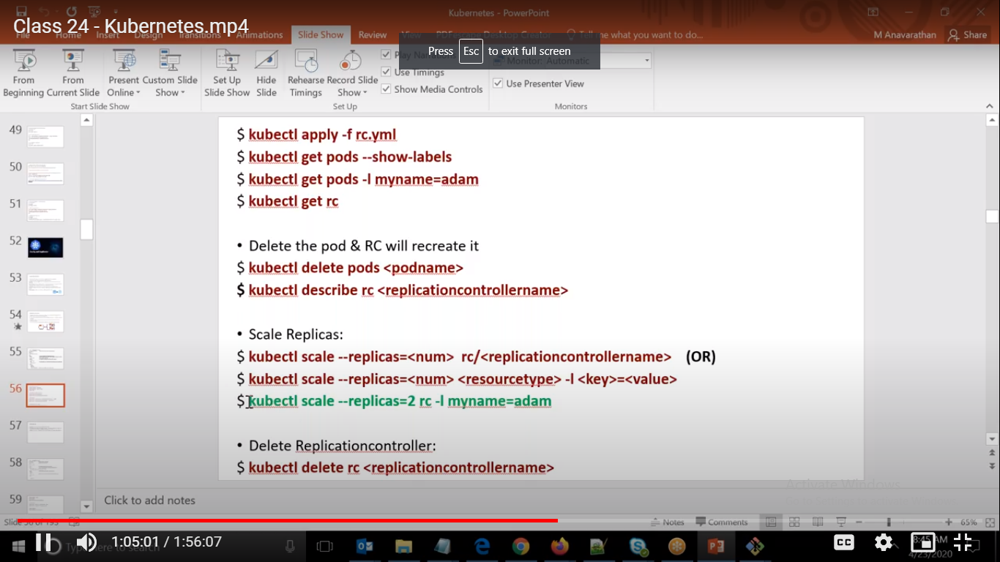 Kubernetes - PowerPoint
Class 24 - Kubernetes.mp4
File Home Insert Design Transitions Animations Slide Show Review View PDFescape Desktop Creator Tell me what you want to do... M Anavarathan Share
Press Esc to exit full screen
From Beginning
From Current Slide
Present Online
Custom Slide Show
Set Up Slide Show
Hide Slide
Rehearse Timings
Record Slide Show
Play Narrations
Use Timings
Show Media Controls
Monitor: Automatic
Use Presenter View
Start Slide Show
Set Up
Monitors
49
50
51
52
53
54
55
56
57
58
59
$ kubectl apply -f rc.yml
$ kubectl get pods --show-labels
$ kubectl get pods -l myname=adam
$ kubectl get rc
• Delete the pod & RC will recreate it
$ kubectl delete pods <podname>
$ kubectl describe rc <replicationcontrollername>
• Scale Replicas:
$ kubectl scale --replicas=<num> rc/<replicationcontrollername> (OR)
$ kubectl scale --replicas=<num> <resourcetype> -l <key>=<value>
$ kubectl scale --replicas=2 rc -l myname=adam
• Delete Replicationcontroller:
$ kubectl delete rc <replicationcontrollername>
Activate Windows
Click to add notes
Slide 56 of 193
Notes
Comments
65%
1:05:01 / 1:56:07
Type here to search
CC
8:45 AM
4/23/2020